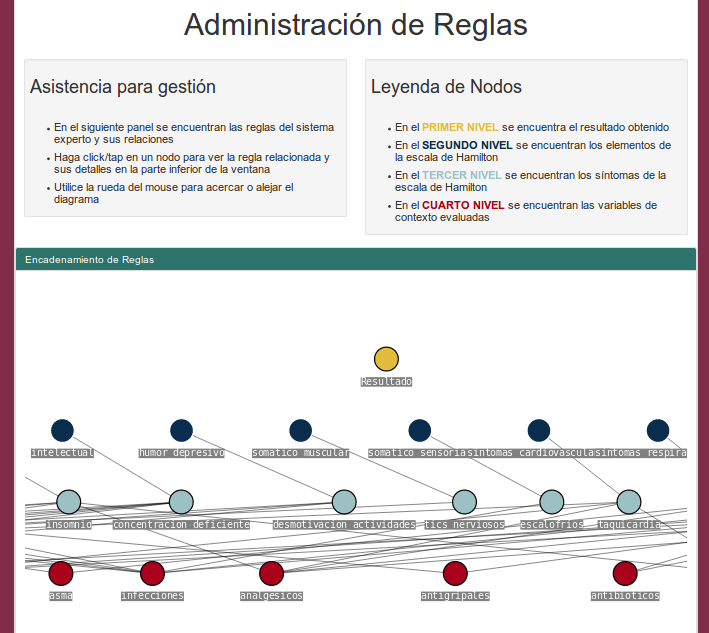 Administración de Reglas
Asistencia para gestión
• En el siguiente panel se encuentran las reglas del sistema
experto y sus relaciones
• Haga click/tap en un nodo para ver la regla relacionada y
sus detalles en la parte inferior de la ventana
• Utilice la rueda del mouse para acercar o alejar el
diagrama
Leyenda de Nodos
• En el PRIMER NIVEL se encuentra el resultado obtenido
• En el SEGUNDO NIVEL se encuentran los elementos de
la escala de Hamilton
• En el TERCER NIVEL se encuentran los síntomas de la
escala de Hamilton
• En el CUARTO NIVEL se encuentran las variables de
contexto evaluadas
Encadenamiento de Reglas
Resultado
intelectual humor depresivo somatico muscular somatico sensoria sintomas cardiovascula sintomas respira
insomnio concentracion deficiente desmotivacion actividades tics nerviosos escalofrios taquicardia
asma infecciones analgesicos antigripales antibioticos